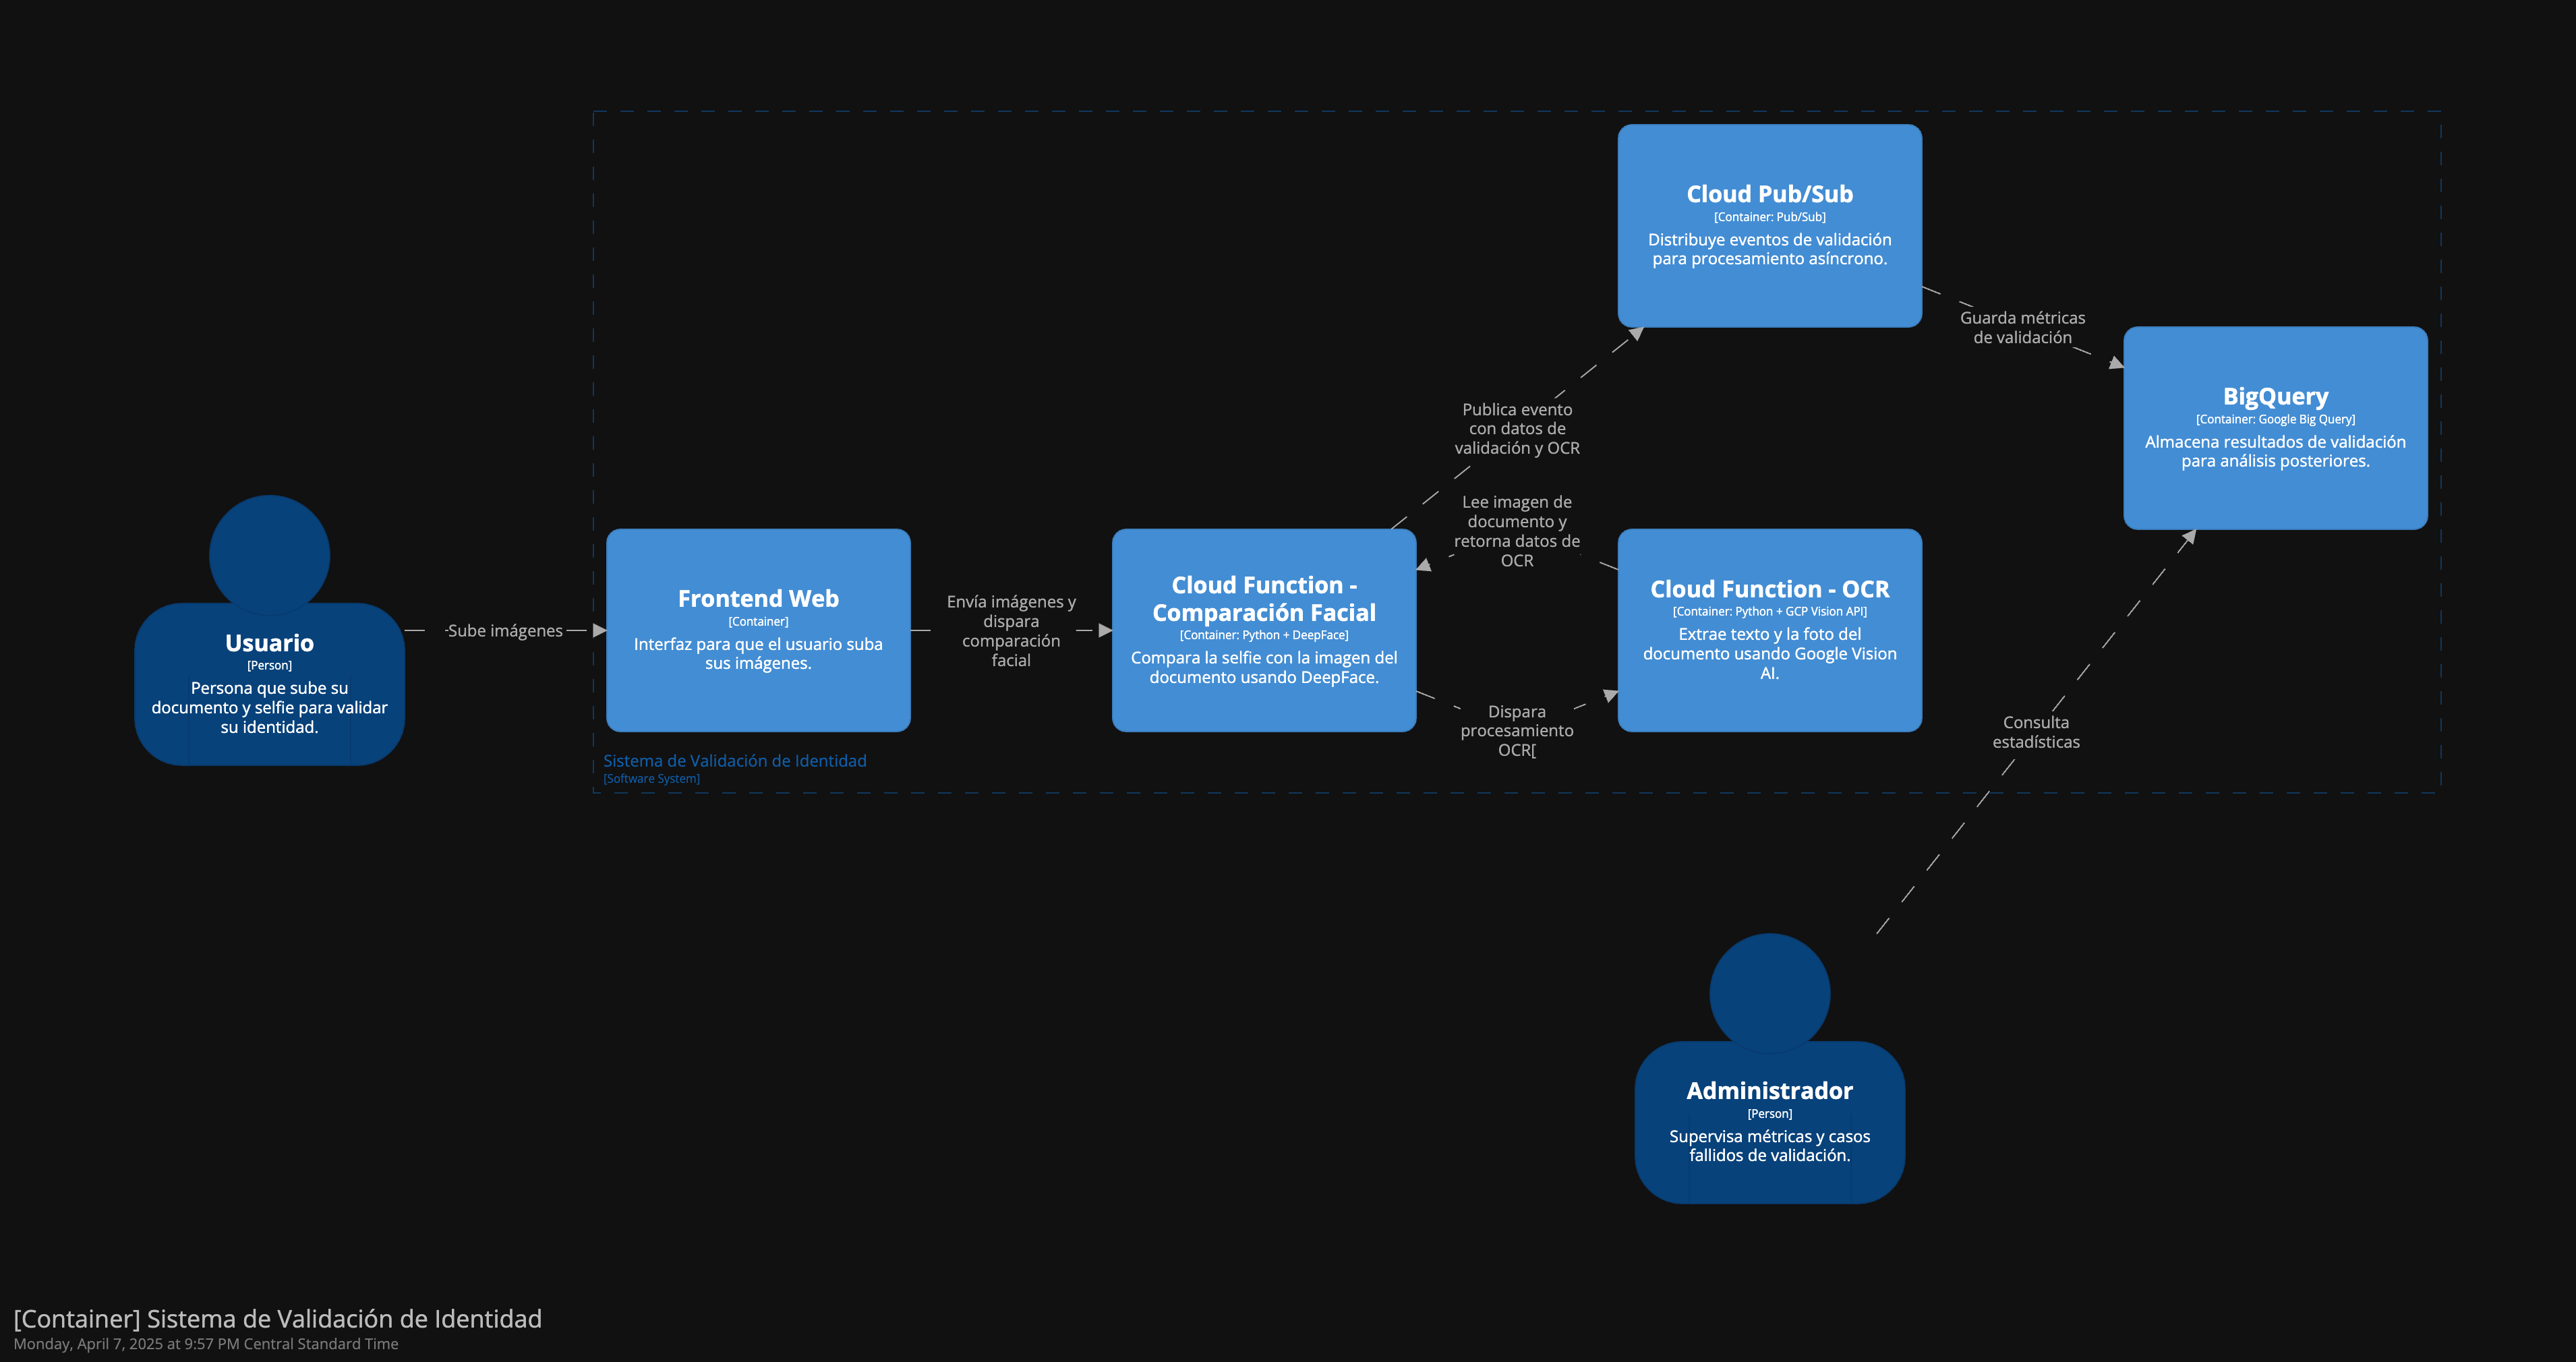 Cloud Pub/Sub
[Container: Pub/Sub]
Distribuye eventos de validación
para procesamiento asíncrono.
Guarda métricas
de validación
BigQuery
[Container: Google Big Query]
Almacena resultados de validación
para análisis posteriores.
Publica evento
con datos de
validación y OCR
Lee imagen de
documento y
retorna datos de
OCR
Usuario
[Person]
Persona que sube su
documento y selfie para validar
su identidad.
Sube imágenes
Frontend Web
[Container]
Interfaz para que el usuario suba
sus imágenes.
Envía imágenes y
dispara
comparación
facial
Cloud Function -
Comparación Facial
[Container: Python + DeepFace]
Compara la selfie con la imagen del
documento usando DeepFace.
Cloud Function - OCR
[Container: Python + GCP Vision API]
Extrae texto y la foto del
documento usando Google Vision
AI.
Dispara
procesamiento
OCR[
Consulta
estadísticas
Sistema de Validación de Identidad
[Software System]
Administrador
[Person]
Supervisa métricas y casos
fallidos de validación.
[Container] Sistema de Validación de Identidad
Monday, April 7, 2025 at 9:57 PM Central Standard Time